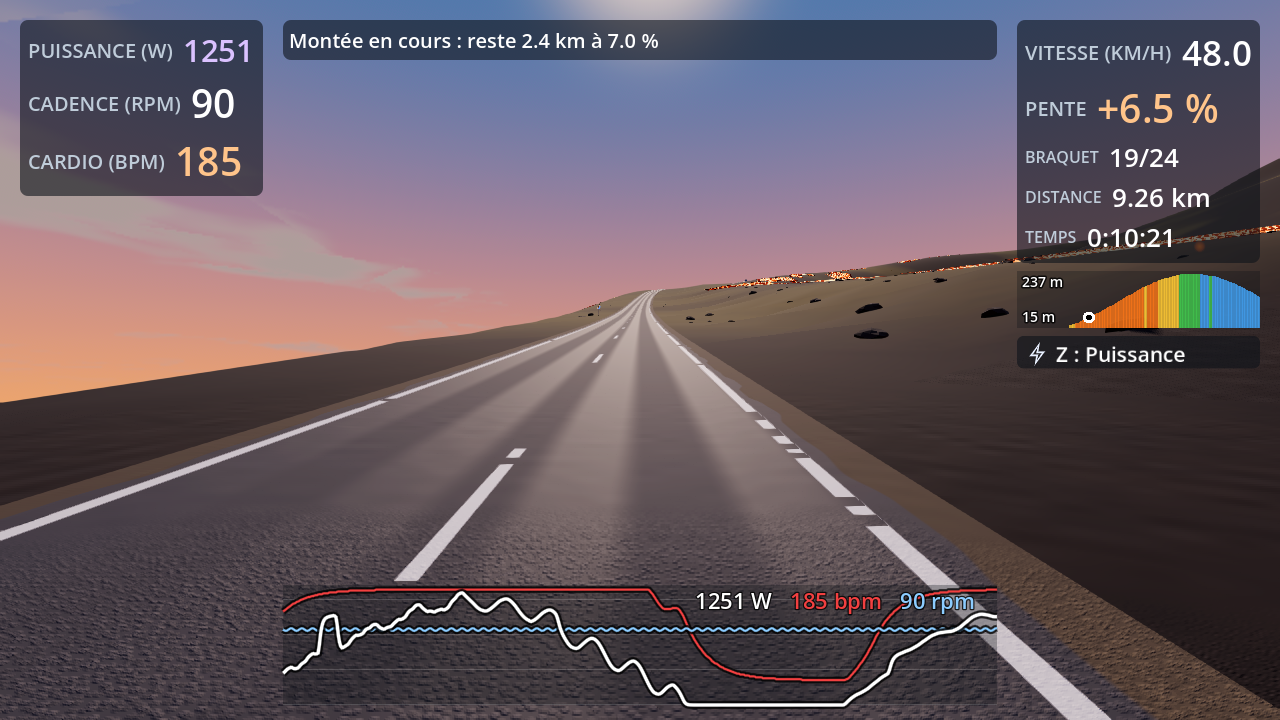 PUISSANCE (W) 1251
CADENCE (RPM) 90
CARDIO (BPM) 185
Montée en cours : reste 2.4 km à 7.0 %
VITESSE (KM/H) 48.0
PENTE +6.5 %
BRAQUET 19/24
DISTANCE 9.26 km
TEMPS 0:10:21
237 m
15 m
Z : Puissance
1251 W 185 bpm 90 rpm